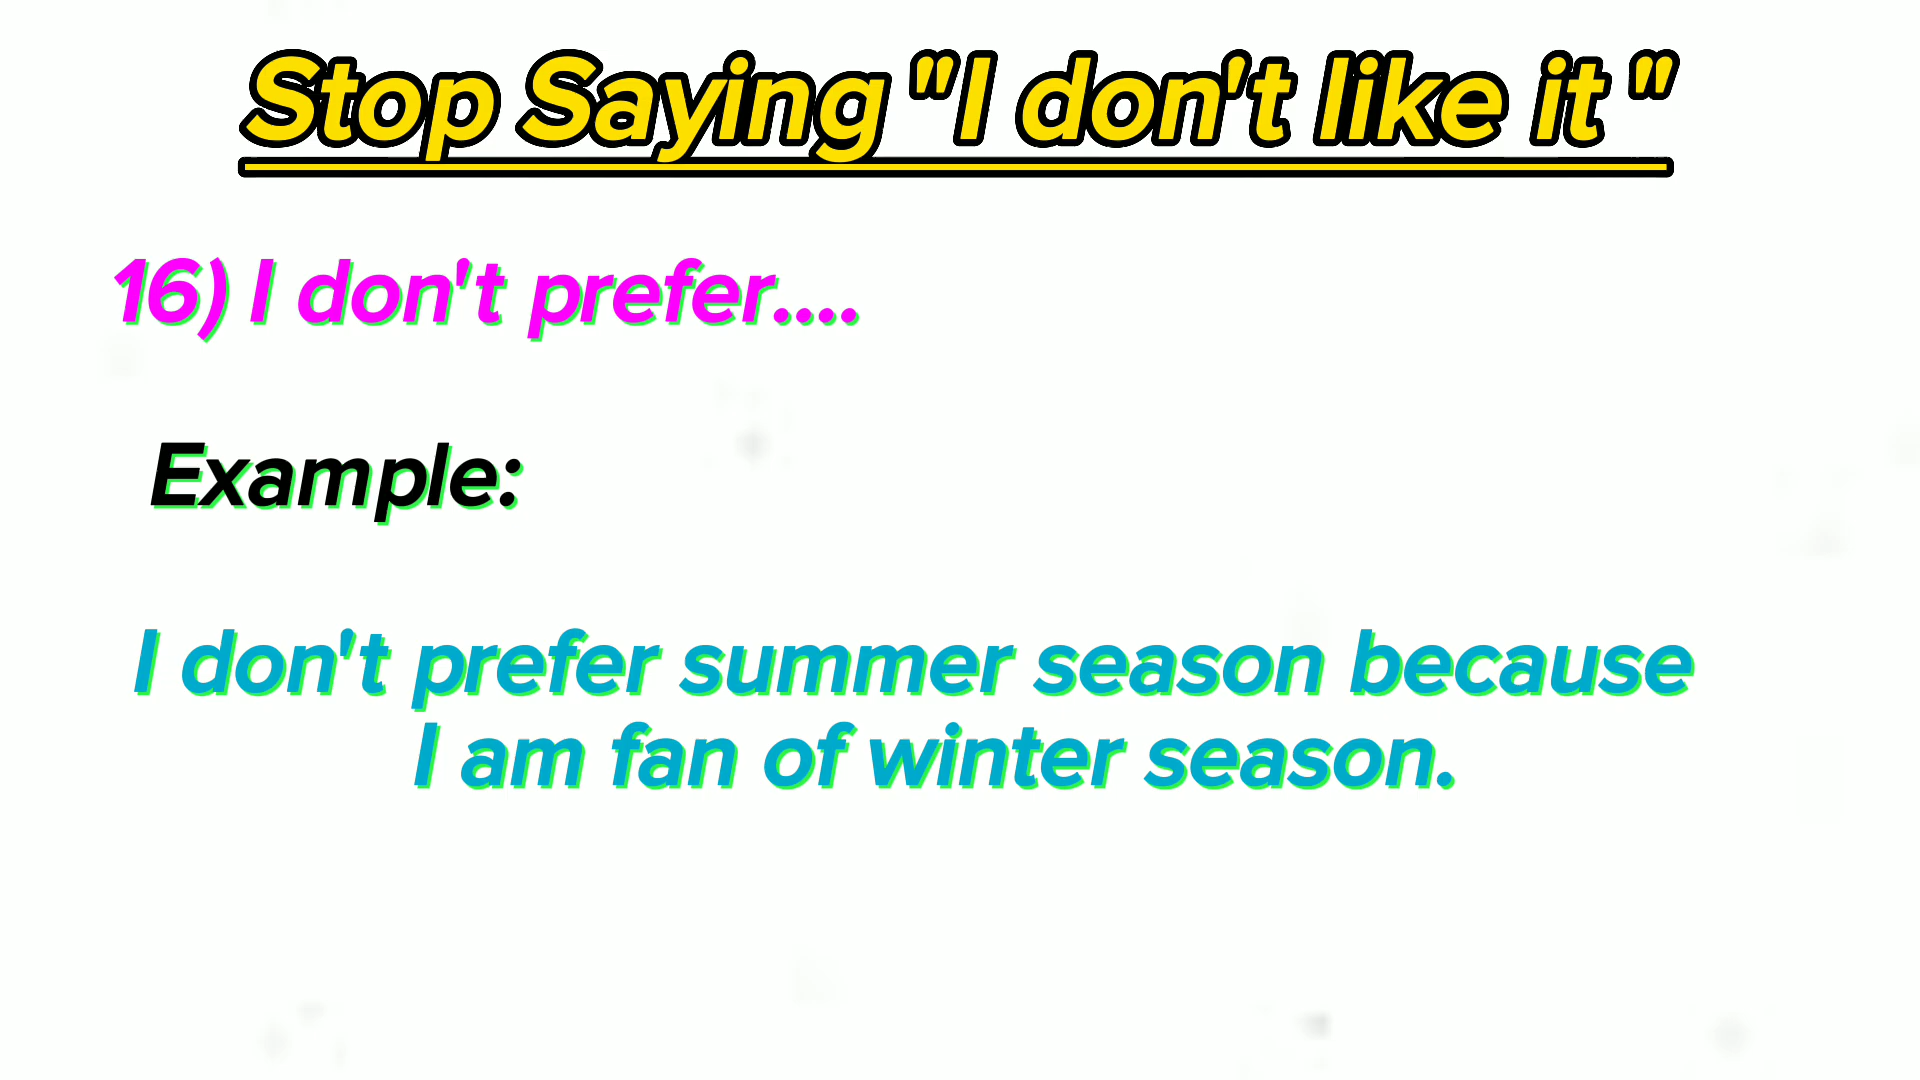 Stop Saying "I don't like it "
16) I don't prefer....
Example:
I don't prefer summer season because
I am fan of winter season.